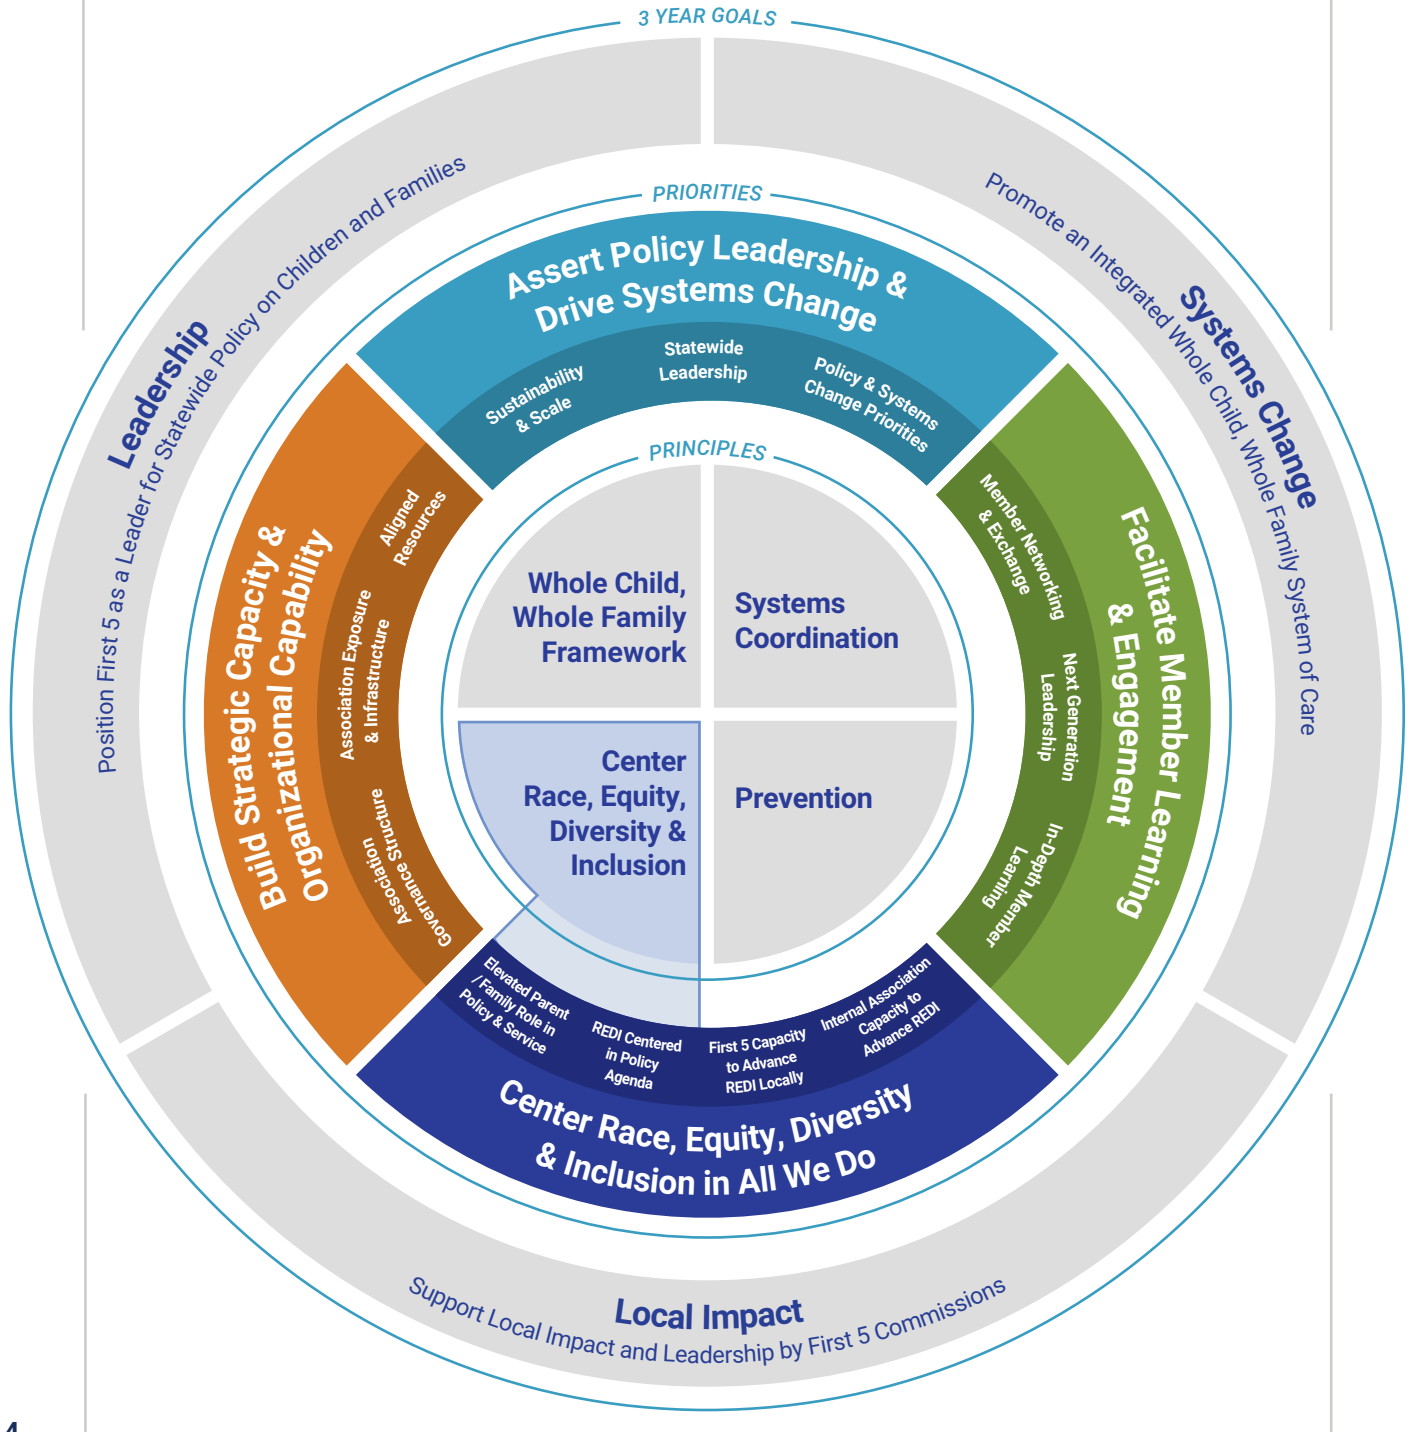 3 YEAR GOALS
Leadership
Position First 5 as a Leader for Statewide Policy on Children and Families
Systems Change
Promote an Integrated Whole Child, Whole Family System of Care
PRIORITIES
Assert Policy Leadership &
Drive Systems Change
Sustainability
& Scale
Statewide
Leadership
Policy & Systems
Change Priorities
Facilitate Member Learning
& Engagement
Member Networking
& Exchange
Next Generation
Leadership
In-Depth Member
Learning
Build Strategic Capacity &
Organizational Capability
Aligned
Resources
Association Exposure
& Infrastructure
Association
Governance Structure
PRINCIPLES
Whole Child,
Whole Family
Framework
Systems
Coordination
Center
Race, Equity,
Diversity &
Inclusion
Prevention
Elevated Parent
/Family Role in
Policy & Service
REDI Centered
in Policy
Agenda
First 5 Capacity
to Advance
REDI Locally
Internal Association
Capacity to
Advance REDI
Center Race, Equity, Diversity
& Inclusion in All We Do
Local Impact
Support Local Impact and Leadership by First 5 Commissions
4